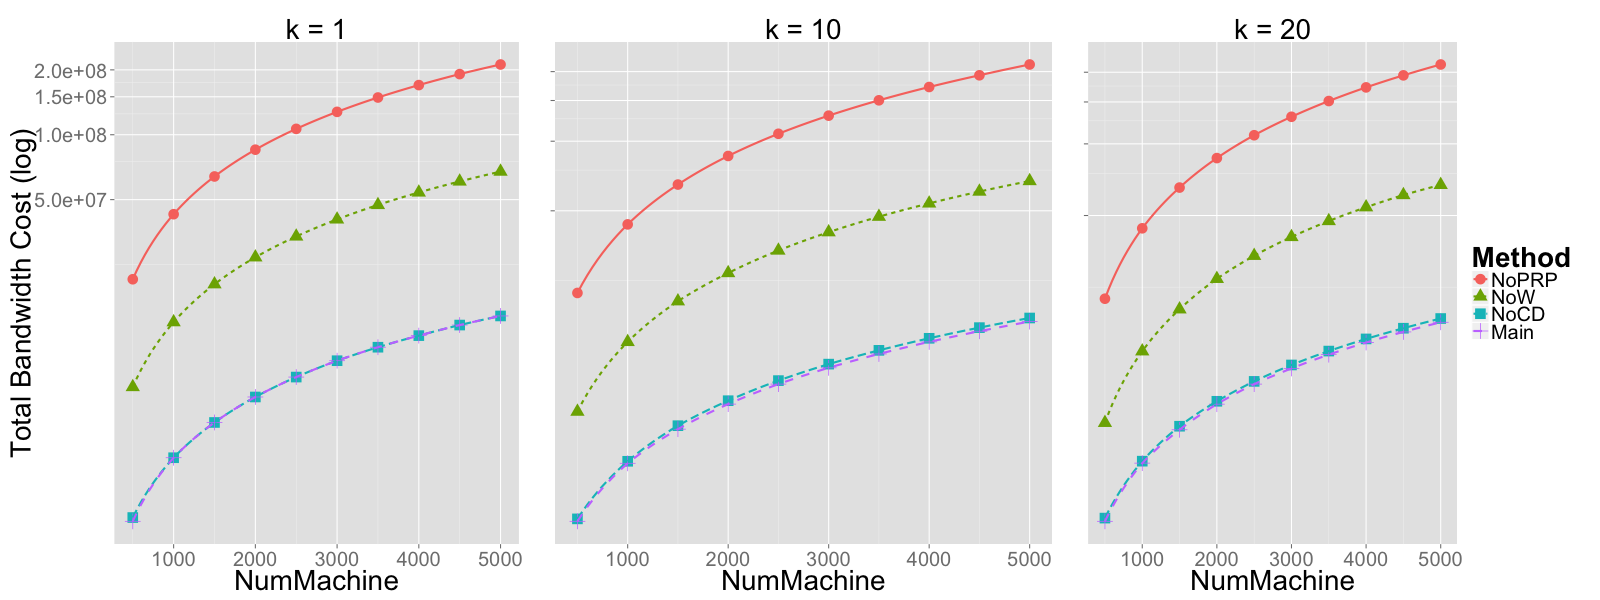 k = 1
k = 10
k = 20
Total Bandwidth Cost (log)
2.0e+08
1.5e+08
1.0e+08
5.0e+07
1000 2000 3000 4000 5000
1000 2000 3000 4000 5000
1000 2000 3000 4000 5000
NumMachine
NumMachine
NumMachine
Method
NoPRP
NoW
NoCD
Main